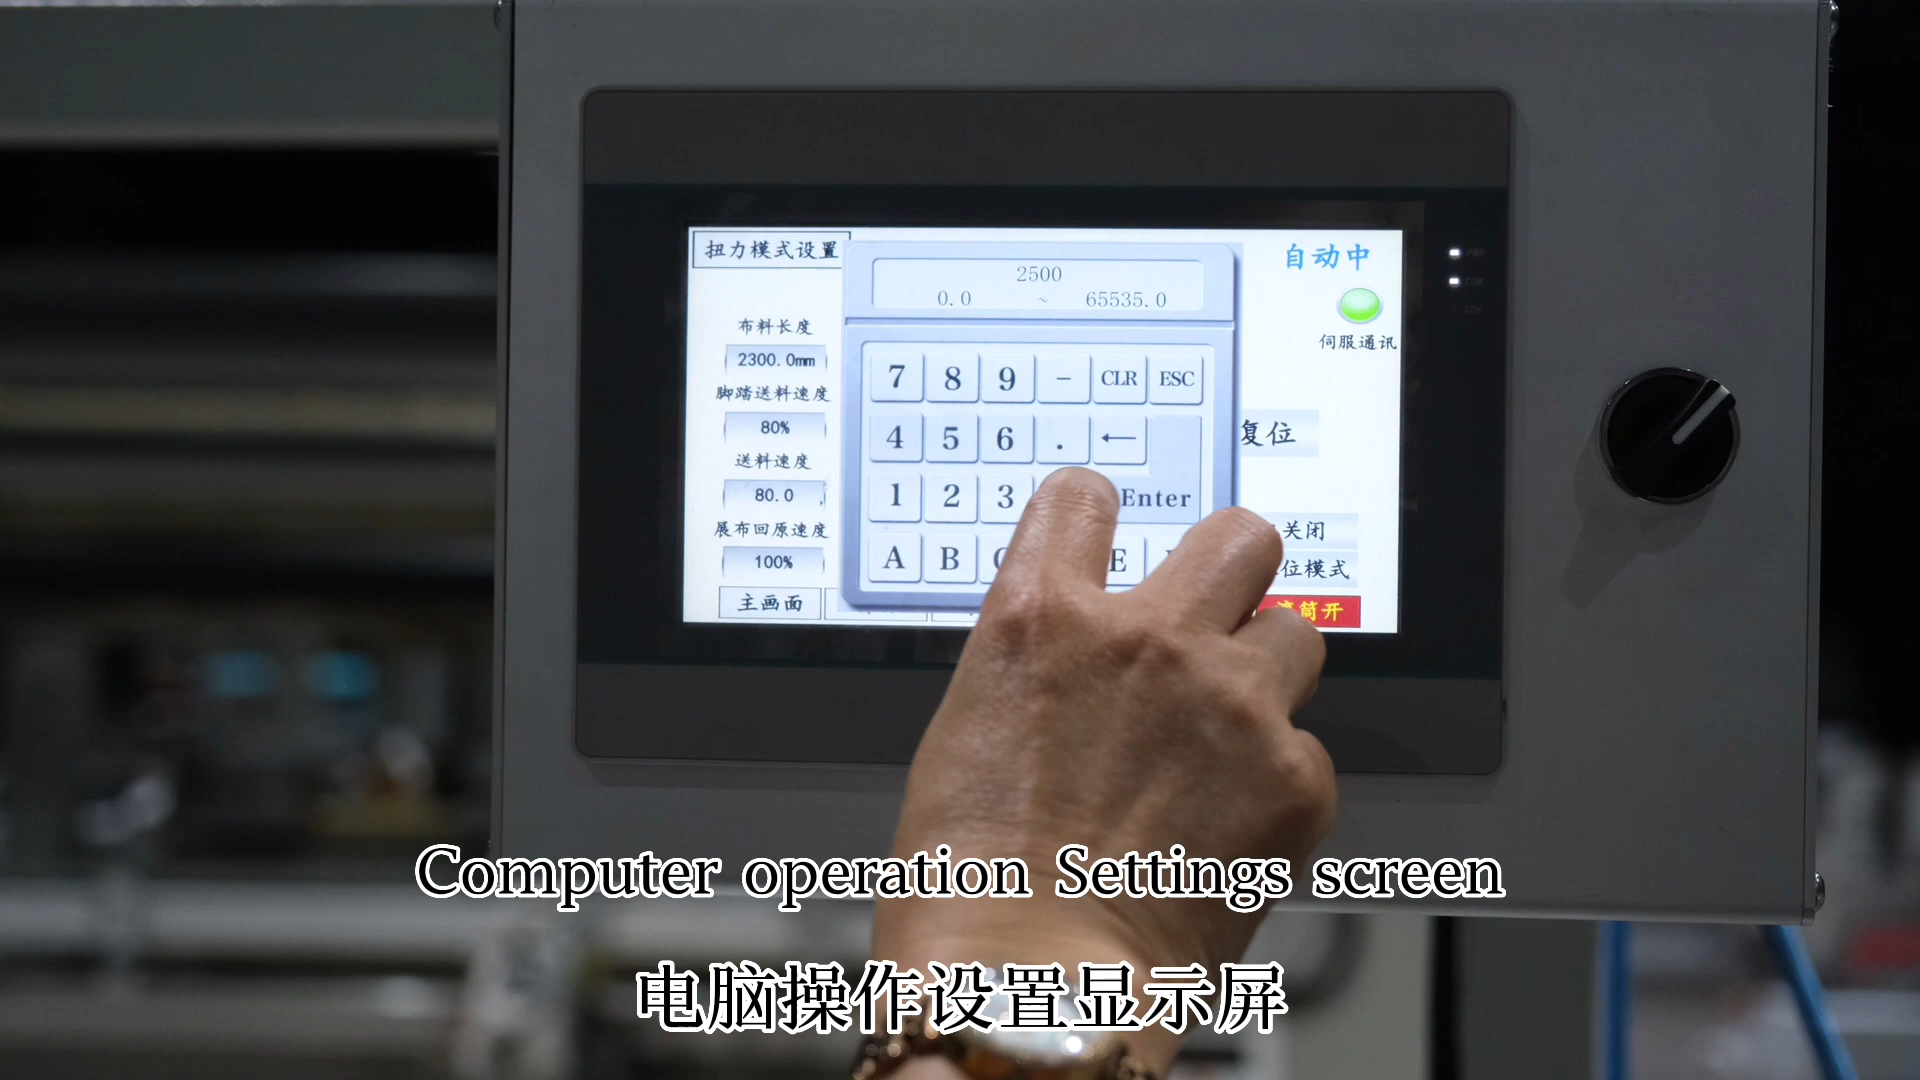 扭力模式设置
自动中
2500
0.0 ~ 65535.0
伺服通讯
布料长度
2300.0mm
脚踏送料速度
80%
送料速度
80.0
展布回原速度
100%
主画面
7 8 9 - CLR ESC
4 5 6 . ←
1 2 3 Enter
A B E
复位
关闭
位模式
筒开
Computer operation Settings screen
电脑操作设置显示屏